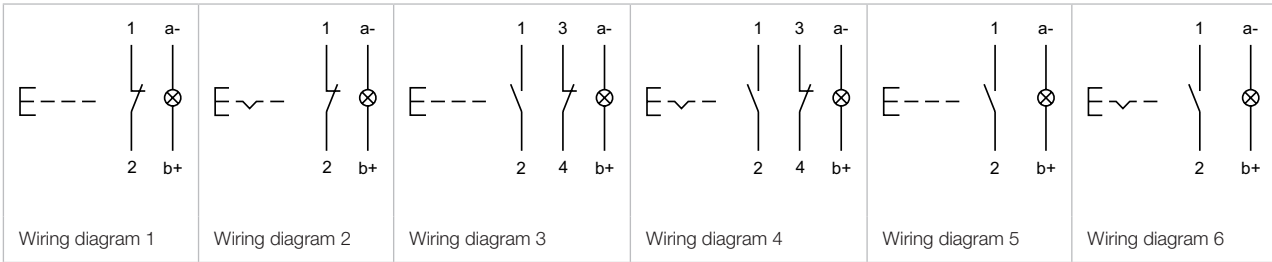 1 a-
2 b+
Wiring diagram 1
1 a-
2 b+
Wiring diagram 2
1 3 a-
2 4 b+
Wiring diagram 3
1 3 a-
2 4 b+
Wiring diagram 4
1 a-
2 b+
Wiring diagram 5
1 a-
2 b+
Wiring diagram 6